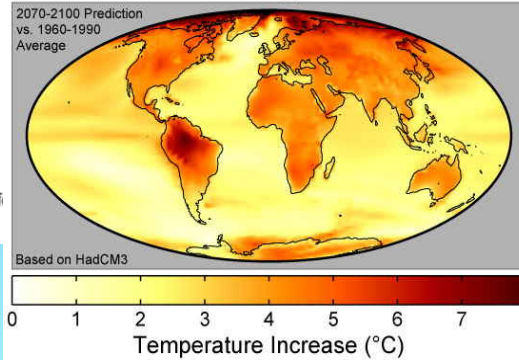 2070-2100 Prediction
vs. 1960-1990
Average
Based on HadCM3
0 1 2 3 4 5 6 7
Temperature Increase (°C)